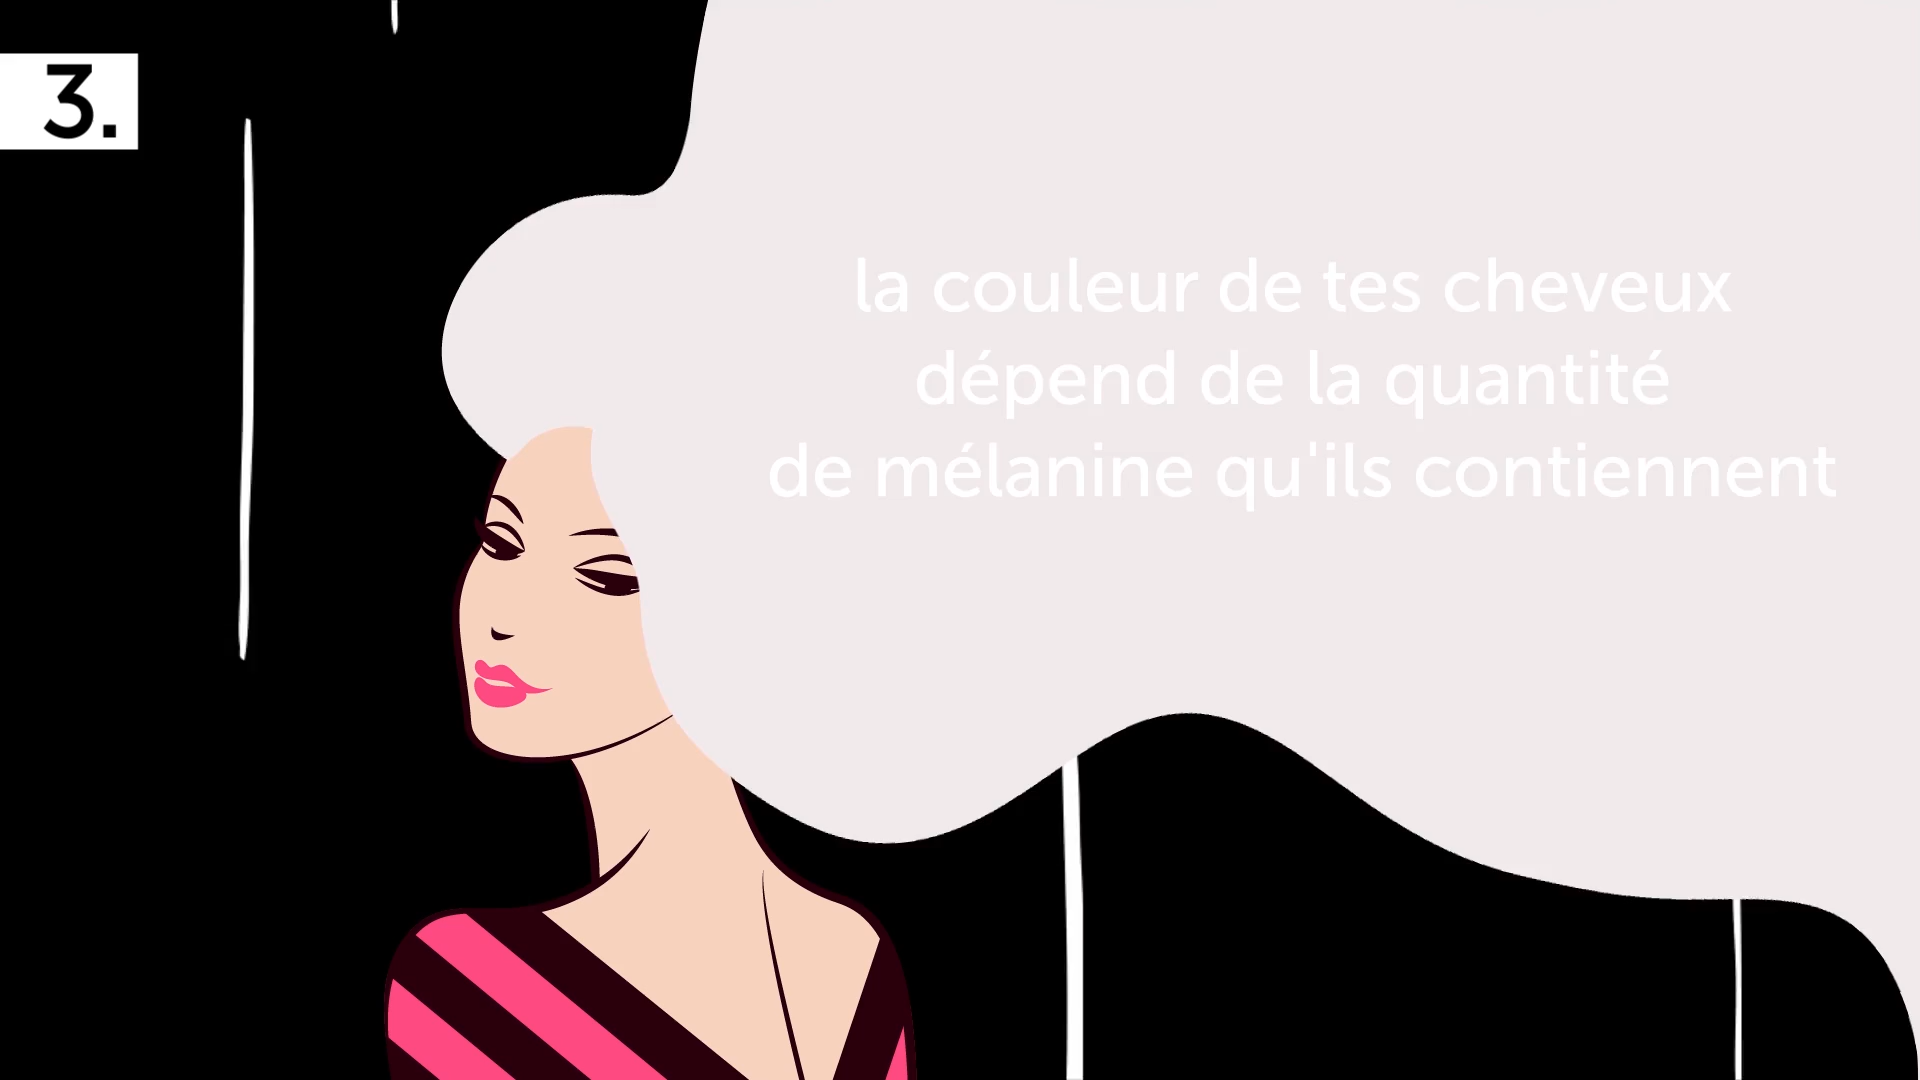 3.
la couleur de tes cheveux
dépend de la quantité
de mélanine qu'ils contiennent